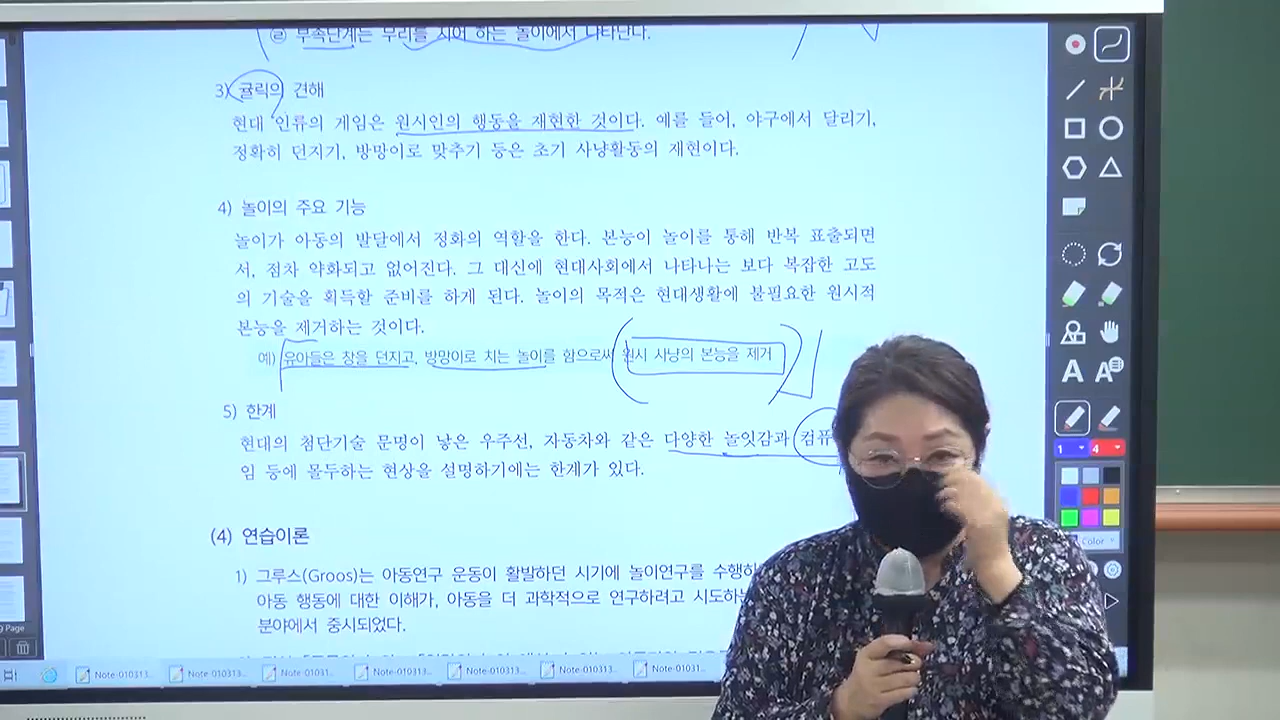 ㉣ 부족단계는 무리를 지어 하는 놀이에서 나타난다.
3) 귤릭의 견해
현대 인류의 게임은 원시인의 행동을 재현한 것이다. 예를 들어, 야구에서 달리기,
정확히 던지기, 방망이로 맞추기 등은 초기 사냥활동의 재현이다.
4) 놀이의 주요 기능
놀이가 아동의 발달에서 정화의 역할을 한다. 본능이 놀이를 통해 반복 표출되면
서, 점차 약화되고 없어진다. 그 대신에 현대사회에서 나타나는 보다 복잡한 고도
의 기술을 획득할 준비를 하게 된다. 놀이의 목적은 현대생활에 불필요한 원시적
본능을 제거하는 것이다.
예) 유아들은 창을 던지고, 방망이로 치는 놀이를 함으로써 원시 사냥의 본능을 제거
5) 한계
현대의 첨단기술 문명이 낳은 우주선, 자동차와 같은 다양한 놀잇감과 컴퓨
임 등에 몰두하는 현상을 설명하기에는 한계가 있다.
(4) 연습이론
1) 그루스(Groos)는 아동연구 운동이 활발하던 시기에 놀이연구를 수행하
아동 행동에 대한 이해가, 아동을 더 과학적으로 연구하려고 시도하는
분야에서 중시되었다.
A A
1 4
Color
Page
Note-010313... Note-010313... Note-01031... Note-010313... Note-010313... Note-010313... Note-01031...